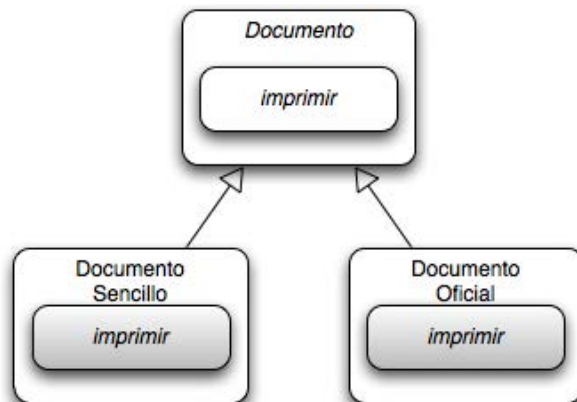 Documento
imprimir
Documento
Sencillo
imprimir
Documento
Oficial
imprimir